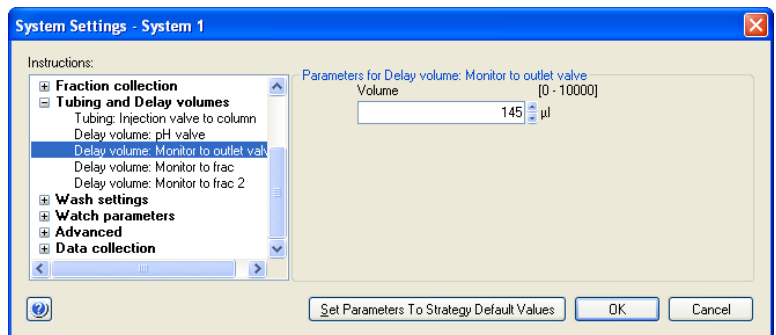 System Settings - System 1
Instructions:
Fraction collection
Tubing and Delay volumes
Tubing: Injection valve to column
Delay volume: pH valve
Delay volume: Monitor to outlet valv
Delay volume: Monitor to frac
Delay volume: Monitor to frac 2
Wash settings
Watch parameters
Advanced
Data collection
Parameters for Delay volume: Monitor to outlet valve
Volume [0 - 10000]
145 µl
Set Parameters To Strategy Default Values
OK
Cancel